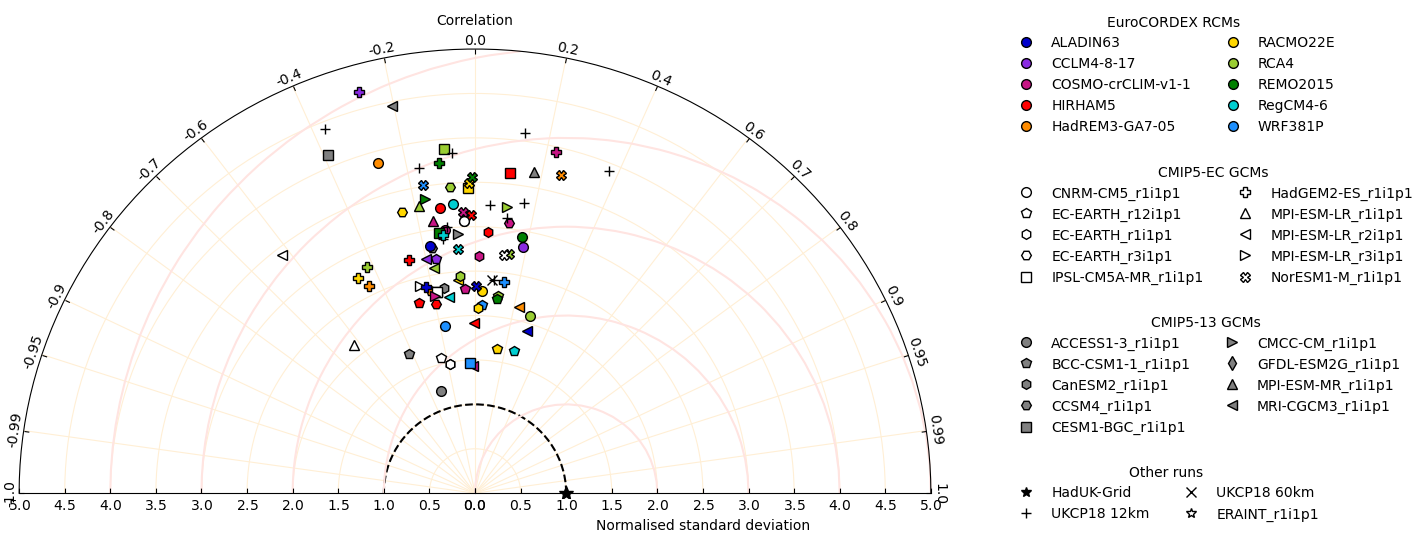 Correlation
0.0
-0.2
0.2
-0.4
0.4
-0.6
0.6
-0.7
0.7
-0.8
0.8
-0.9
0.9
-0.95
0.95
-0.99
0.99
-1.0
1.0
5.0 4.5 4.0 3.5 3.0 2.5 2.0 1.5 1.0 0.5 0.0 0.5 1.0 1.5 2.0 2.5 3.0 3.5 4.0 4.5 5.0
Normalised standard deviation
EuroCORDEX RCMs
ALADIN63
CCLM4-8-17
COSMO-crCLIM-v1-1
HIRHAM5
HadREM3-GA7-05
RACMO22E
RCA4
REMO2015
RegCM4-6
WRF381P
CMIP5-EC GCMs
CNRM-CM5_r1i1p1
EC-EARTH_r12i1p1
EC-EARTH_r1i1p1
EC-EARTH_r3i1p1
IPSL-CM5A-MR_r1i1p1
HadGEM2-ES_r1i1p1
MPI-ESM-LR_r1i1p1
MPI-ESM-LR_r2i1p1
MPI-ESM-LR_r3i1p1
NorESM1-M_r1i1p1
CMIP5-13 GCMs
ACCESS1-3_r1i1p1
BCC-CSM1-1_r1i1p1
CanESM2_r1i1p1
CCSM4_r1i1p1
CESM1-BGC_r1i1p1
CMCC-CM_r1i1p1
GFDL-ESM2G_r1i1p1
MPI-ESM-MR_r1i1p1
MRI-CGCM3_r1i1p1
Other runs
HadUK-Grid
UKCP18 12km
UKCP18 60km
ERAINT_r1i1p1